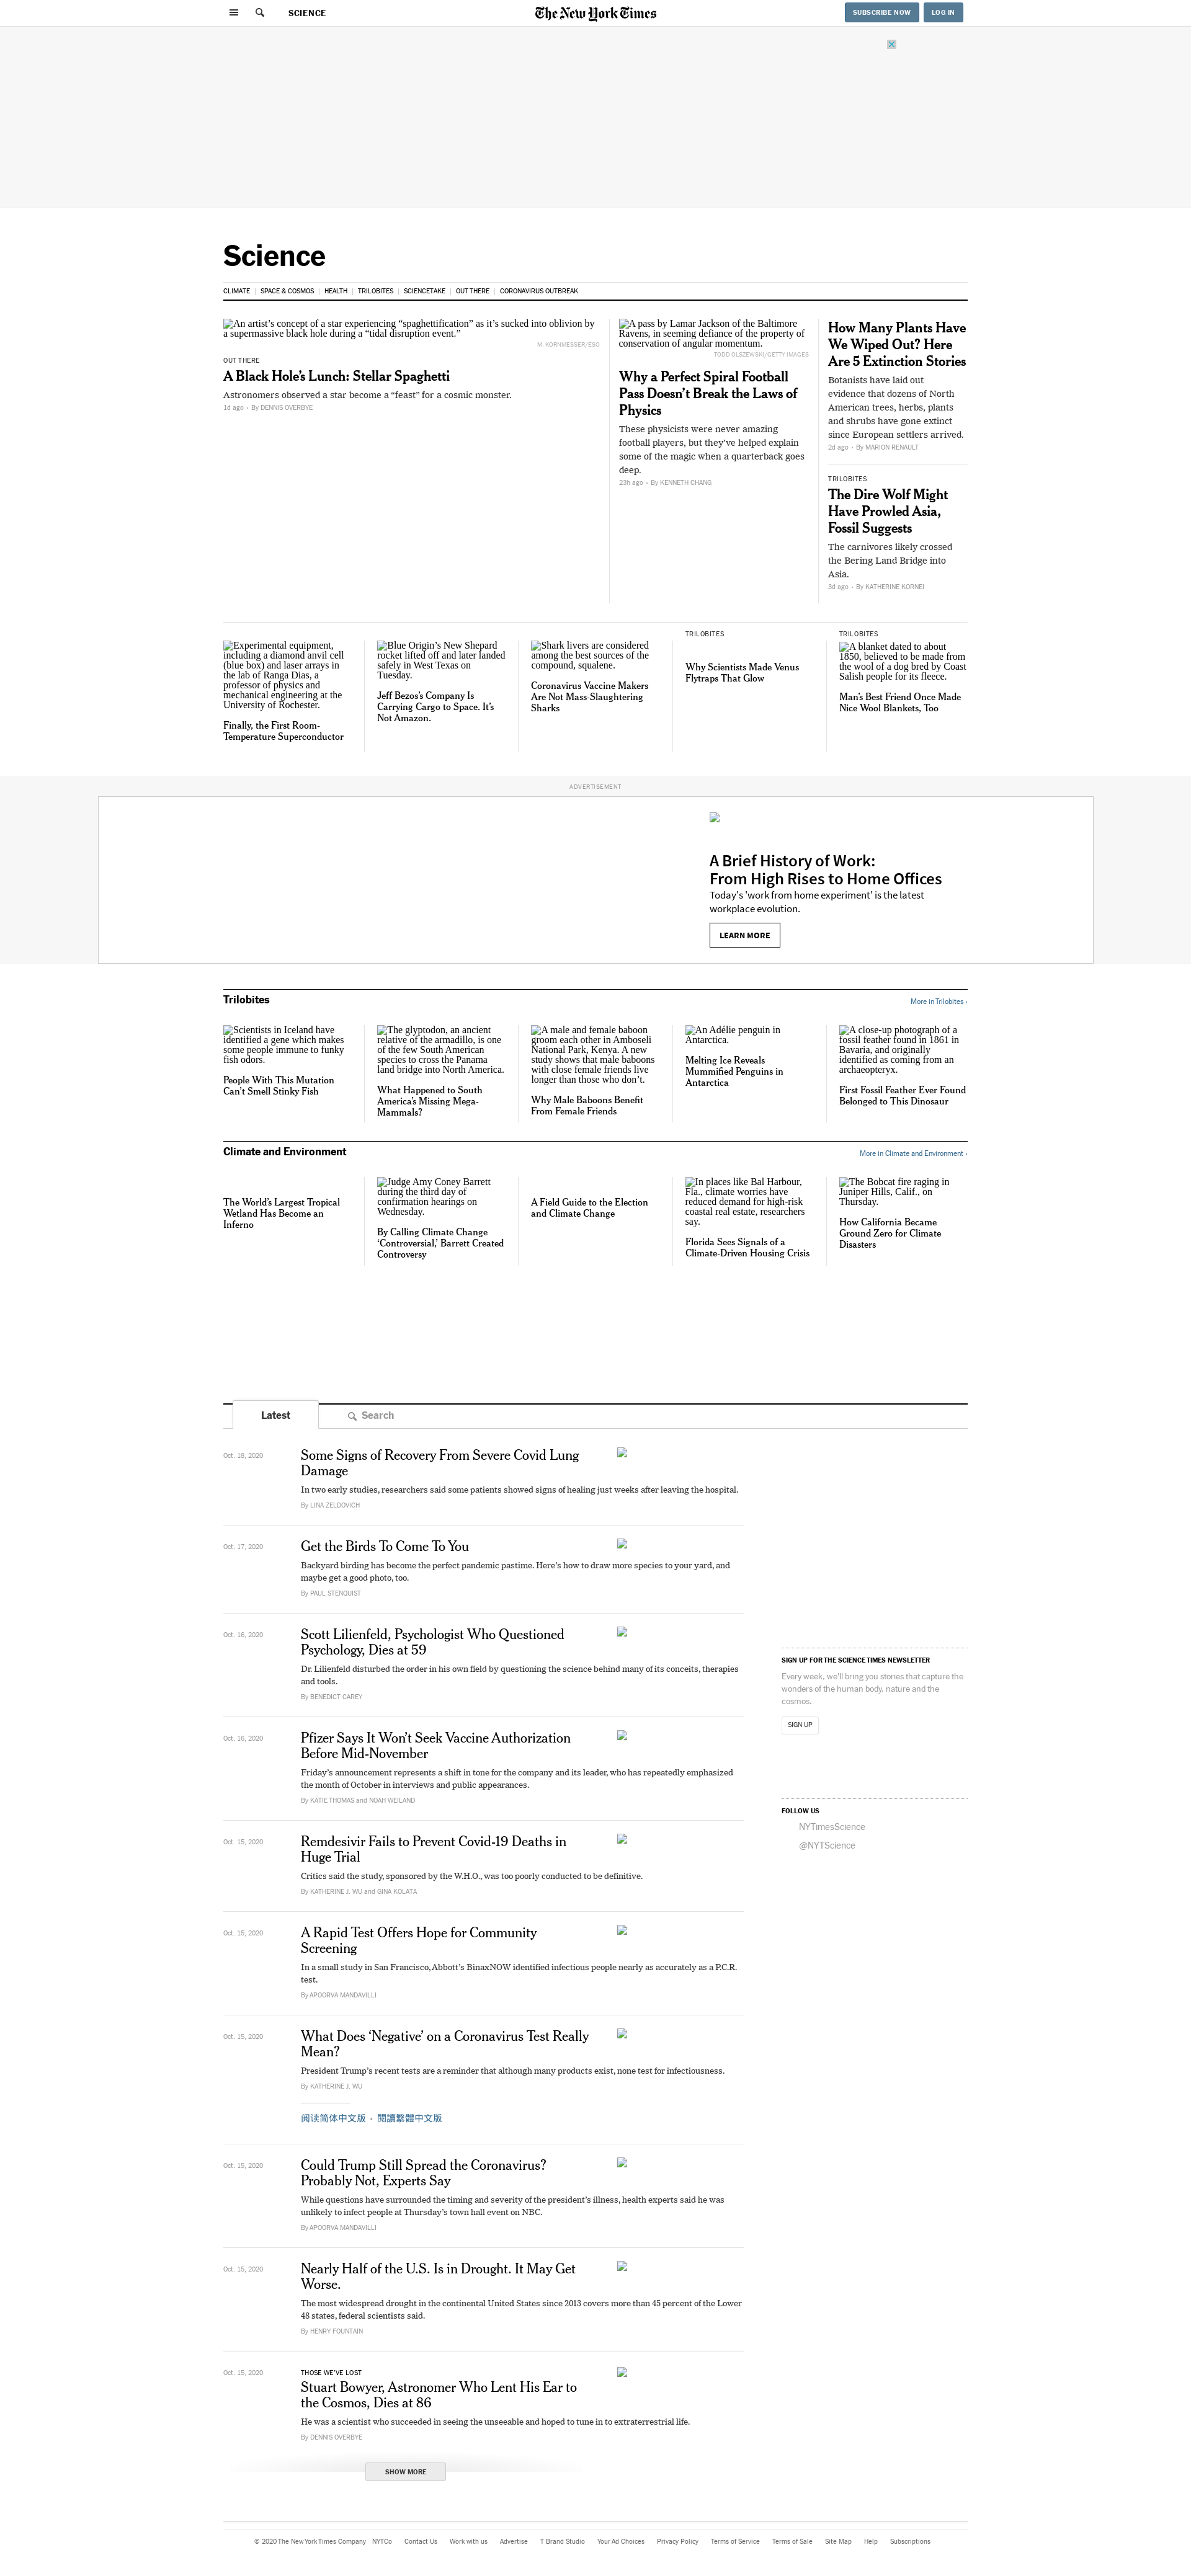 SCIENCE
The New York Times
SUBSCRIBE NOW
LOG IN
Science
CLIMATE
SPACE & COSMOS
HEALTH
TRILOBITES
SCIENCETAKE
OUT THERE
CORONAVIRUS OUTBREAK
An artist’s concept of a star experiencing “spaghettification” as it’s sucked into oblivion by
a supermassive black hole during a “tidal disruption event.”
M. KORNMESSER/ESO
OUT THERE
A Black Hole’s Lunch: Stellar Spaghetti
Astronomers observed a star become a “feast” for a cosmic monster.
1d ago • By DENNIS OVERBYE
A pass by Lamar Jackson of the Baltimore
Ravens, in seeming defiance of the property of
conservation of angular momentum.
TODD OLSZEWSKI/GETTY IMAGES
Why a Perfect Spiral Football
Pass Doesn’t Break the Laws of
Physics
These physicists were never amazing
football players, but they’ve helped explain
some of the magic when a quarterback goes
deep.
23h ago • By KENNETH CHANG
How Many Plants Have
We Wiped Out? Here
Are 5 Extinction Stories
Botanists have laid out
evidence that dozens of North
American trees, herbs, plants
and shrubs have gone extinct
since European settlers arrived.
2d ago • By MARION RENAULT
TRILOBITES
The Dire Wolf Might
Have Prowled Asia,
Fossil Suggests
The carnivores likely crossed
the Bering Land Bridge into
Asia.
3d ago • By KATHERINE KORNEI
Experimental equipment,
including a diamond anvil cell
(blue box) and laser arrays in
the lab of Ranga Dias, a
professor of physics and
mechanical engineering at the
University of Rochester.
Finally, the First Room-
Temperature Superconductor
Blue Origin’s New Shepard
rocket lifted off and later landed
safely in West Texas on
Tuesday.
Jeff Bezos’s Company Is
Carrying Cargo to Space. It’s
Not Amazon.
Shark livers are considered
among the best sources of the
compound, squalene.
Coronavirus Vaccine Makers
Are Not Mass-Slaughtering
Sharks
TRILOBITES
Why Scientists Made Venus
Flytraps That Glow
TRILOBITES
A blanket dated to about
1850, believed to be made from
the wool of a dog bred by Coast
Salish people for its fleece.
Man’s Best Friend Once Made
Nice Wool Blankets, Too
ADVERTISEMENT
A Brief History of Work:
From High Rises to Home Offices
Today's 'work from home experiment' is the latest
workplace evolution.
LEARN MORE
Trilobites
More in Trilobites ›
Scientists in Iceland have
identified a gene which makes
some people immune to funky
fish odors.
People With This Mutation
Can’t Smell Stinky Fish
The glyptodon, an ancient
relative of the armadillo, is one
of the few South American
species to cross the Panama
land bridge into North America.
What Happened to South
America’s Missing Mega-
Mammals?
A male and female baboon
groom each other in Amboseli
National Park, Kenya. A new
study shows that male baboons
with close female friends live
longer than those who don’t.
Why Male Baboons Benefit
From Female Friends
An Adélie penguin in
Antarctica.
Melting Ice Reveals
Mummified Penguins in
Antarctica
A close-up photograph of a
fossil feather found in 1861 in
Bavaria, and originally
identified as coming from an
archaeopteryx.
First Fossil Feather Ever Found
Belonged to This Dinosaur
Climate and Environment
More in Climate and Environment ›
The World’s Largest Tropical
Wetland Has Become an
Inferno
Judge Amy Coney Barrett
during the third day of
confirmation hearings on
Wednesday.
By Calling Climate Change
‘Controversial,’ Barrett Created
Controversy
A Field Guide to the Election
and Climate Change
In places like Bal Harbour,
Fla., climate worries have
reduced demand for high-risk
coastal real estate, researchers
say.
Florida Sees Signals of a
Climate-Driven Housing Crisis
The Bobcat fire raging in
Juniper Hills, Calif., on
Thursday.
How California Became
Ground Zero for Climate
Disasters
Latest
Search
Oct. 18, 2020
Some Signs of Recovery From Severe Covid Lung
Damage
In two early studies, researchers said some patients showed signs of healing just weeks after leaving the hospital.
By LINA ZELDOVICH
Oct. 17, 2020
Get the Birds To Come To You
Backyard birding has become the perfect pandemic pastime. Here’s how to draw more species to your yard, and
maybe get a good photo, too.
By PAUL STENQUIST
Oct. 16, 2020
Scott Lilienfeld, Psychologist Who Questioned
Psychology, Dies at 59
Dr. Lilienfeld disturbed the order in his own field by questioning the science behind many of its conceits, therapies
and tools.
By BENEDICT CAREY
Oct. 16, 2020
Pfizer Says It Won’t Seek Vaccine Authorization
Before Mid-November
Friday’s announcement represents a shift in tone for the company and its leader, who has repeatedly emphasized
the month of October in interviews and public appearances.
By KATIE THOMAS and NOAH WEILAND
Oct. 15, 2020
Remdesivir Fails to Prevent Covid-19 Deaths in
Huge Trial
Critics said the study, sponsored by the W.H.O., was too poorly conducted to be definitive.
By KATHERINE J. WU and GINA KOLATA
Oct. 15, 2020
A Rapid Test Offers Hope for Community
Screening
In a small study in San Francisco, Abbott’s BinaxNOW identified infectious people nearly as accurately as a P.C.R.
test.
By APOORVA MANDAVILLI
Oct. 15, 2020
What Does ‘Negative’ on a Coronavirus Test Really
Mean?
President Trump’s recent tests are a reminder that although many products exist, none test for infectiousness.
By KATHERINE J. WU
阅读简体中文版 • 閱讀繁體中文版
Oct. 15, 2020
Could Trump Still Spread the Coronavirus?
Probably Not, Experts Say
While questions have surrounded the timing and severity of the president’s illness, health experts said he was
unlikely to infect people at Thursday’s town hall event on NBC.
By APOORVA MANDAVILLI
Oct. 15, 2020
Nearly Half of the U.S. Is in Drought. It May Get
Worse.
The most widespread drought in the continental United States since 2013 covers more than 45 percent of the Lower
48 states, federal scientists said.
By HENRY FOUNTAIN
Oct. 15, 2020
THOSE WE’VE LOST
Stuart Bowyer, Astronomer Who Lent His Ear to
the Cosmos, Dies at 86
He was a scientist who succeeded in seeing the unseeable and hoped to tune in to extraterrestrial life.
By DENNIS OVERBYE
SHOW MORE
SIGN UP FOR THE SCIENCE TIMES NEWSLETTER
Every week, we'll bring you stories that capture the
wonders of the human body, nature and the
cosmos.
SIGN UP
FOLLOW US
NYTimesScience
@NYTScience
© 2020 The New York Times Company
NYTCo
Contact Us
Work with us
Advertise
T Brand Studio
Your Ad Choices
Privacy Policy
Terms of Service
Terms of Sale
Site Map
Help
Subscriptions